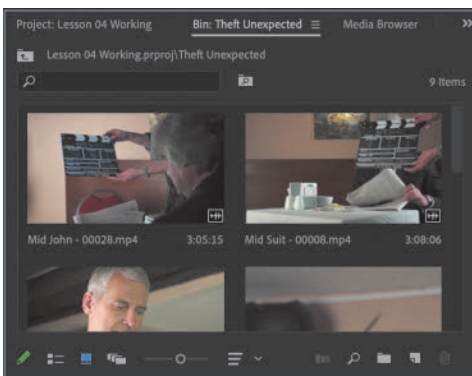 Project: Lesson 04 Working   Bin: Theft Unexpected   Media Browser
Lesson 04 Working.prproj\Theft Unexpected
9 Items
Mid John - 00028.mp4   3:05:15   Mid Suit - 00008.mp4   3:08:06